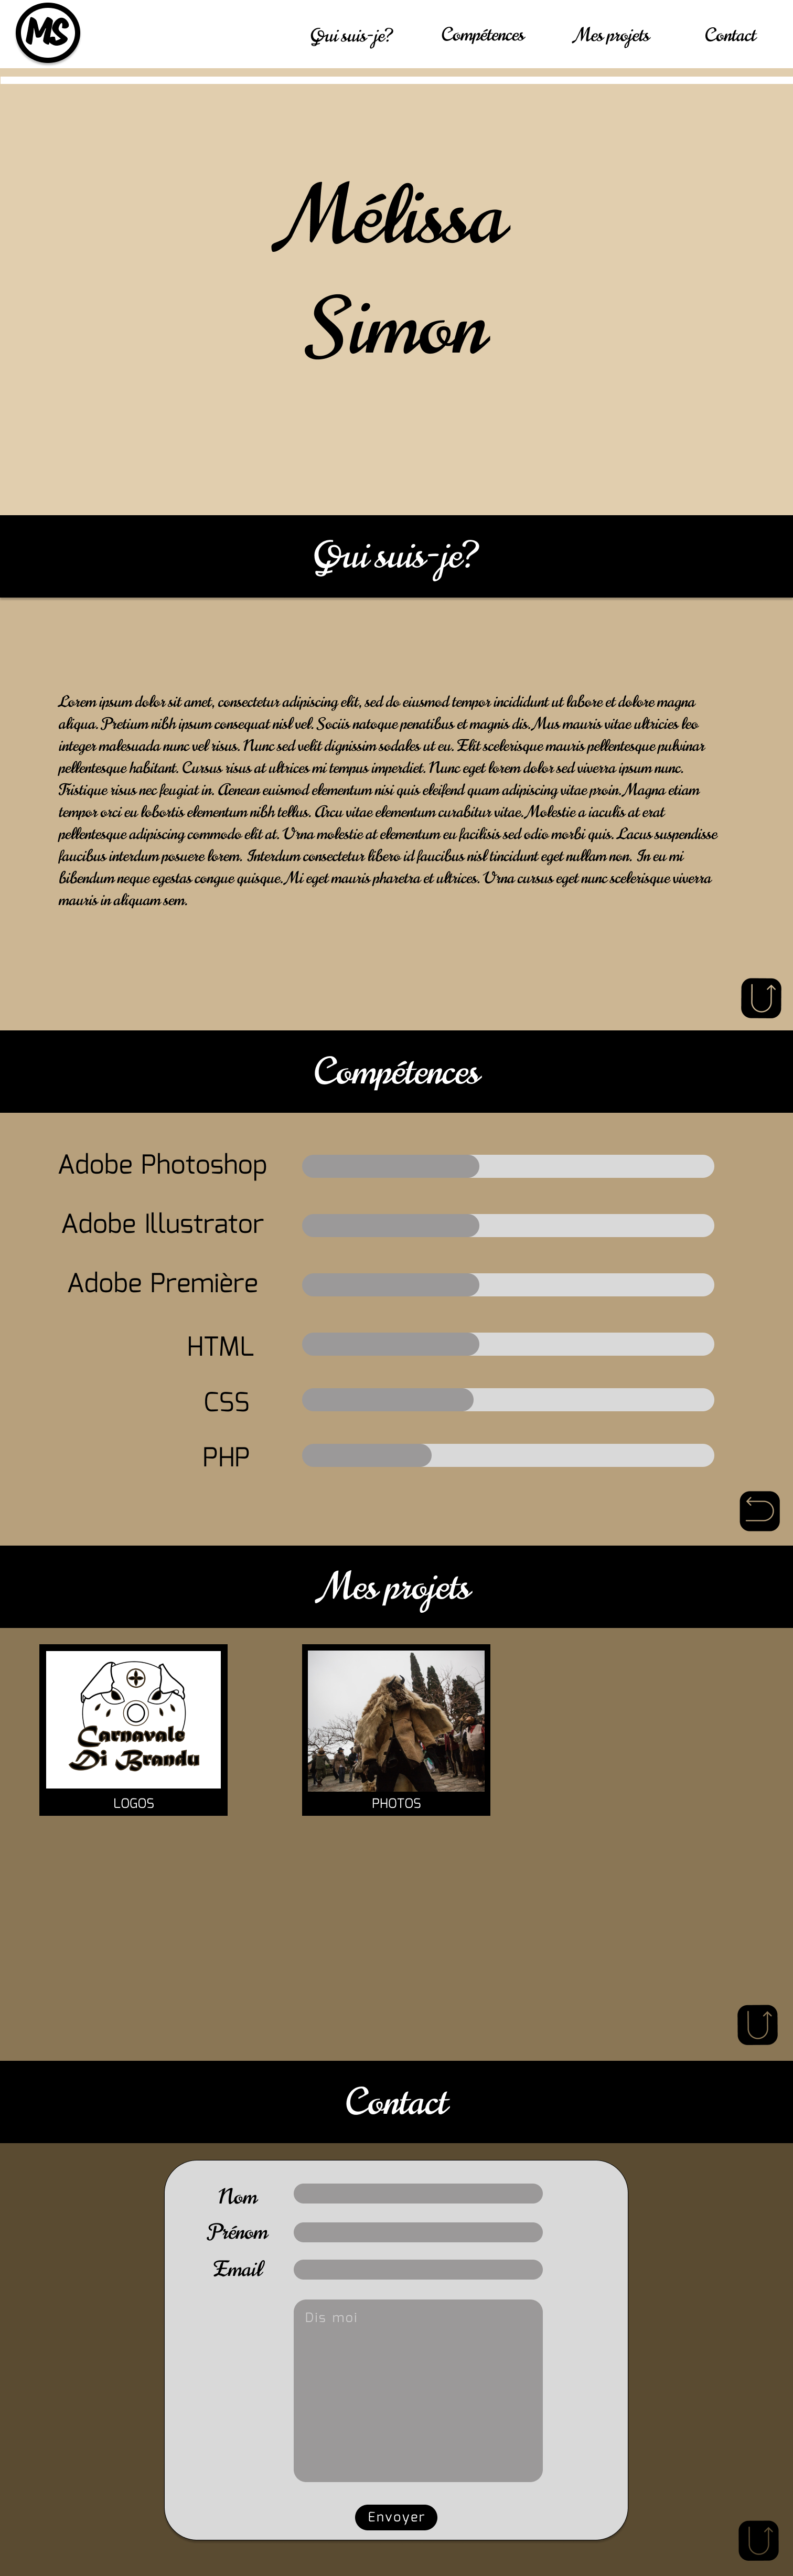 MS
Qui suis-je?
Compétences
Mes projets
Contact
Mélissa
Simon
Qui suis-je?
Lorem ipsum dolor sit amet, consectetur adipiscing elit, sed do eiusmod tempor incididunt ut labore et dolore magna
aliqua. Pretium nibh ipsum consequat nisl vel. Sociis natoque penatibus et magnis dis. Mus mauris vitae ultricies leo
integer malesuada nunc vel risus. Nunc sed velit dignissim sodales ut eu. Elit scelerisque mauris pellentesque pulvinar
pellentesque habitant. Cursus risus at ultrices mi tempus imperdiet. Nunc eget lorem dolor sed viverra ipsum nunc.
Tristique risus nec feugiat in. Aenean euismod elementum nisi quis eleifend quam adipiscing vitae proin. Magna etiam
tempor orci eu lobortis elementum nibh tellus. Arcu vitae elementum curabitur vitae. Molestie a iaculis at erat
pellentesque adipiscing commodo elit at. Urna molestie at elementum eu facilisis sed odio morbi quis. Lacus suspendisse
faucibus interdum posuere lorem. Interdum consectetur libero id faucibus nisl tincidunt eget nullam non. In eu mi
bibendum neque egestas congue quisque. Mi eget mauris pharetra et ultrices. Urna cursus eget nunc scelerisque viverra
mauris in aliquam sem.
Compétences
Adobe Photoshop
Adobe Illustrator
Adobe Première
HTML
CSS
PHP
Mes projets
Carnavale
Di Brandu
LOGOS
PHOTOS
Contact
Nom
Prénom
Email
Dis moi
Envoyer